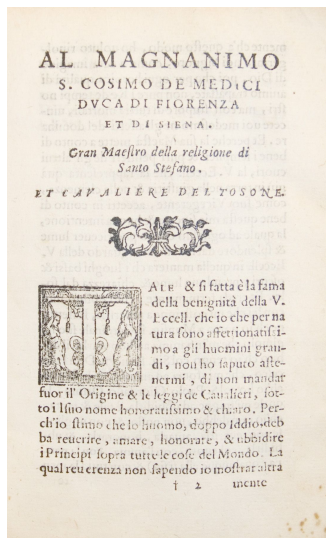 AL MAGNANIMO
S. COSIMO DE MEDICI
DVCA DI FIORENZA
ET DI SIENA.
Gran Maestro della religione di
Santo Stefano.
ET CAVALIERE DEL TOSONE.
TALE & si fatta è la fama
della benignità della V.
Eccell. che io che per na
tura sono affettionatissi-
mo a gli huomini gran-
di, non ho saputo aste-
nermi, di non mandar
fuor il' Origine & le leggi de Caualieri, sot-
to il suo nome honoratissimo & chiaro. Per-
ch'io stimo che lo huomo, doppo Iddio, deb
ba reuerire, amare, honorare, & ubbidire
i Principi sopra tutte le cose del Mondo. La
qual reuerenza non sapendo io mostrar altra
† 2 mente